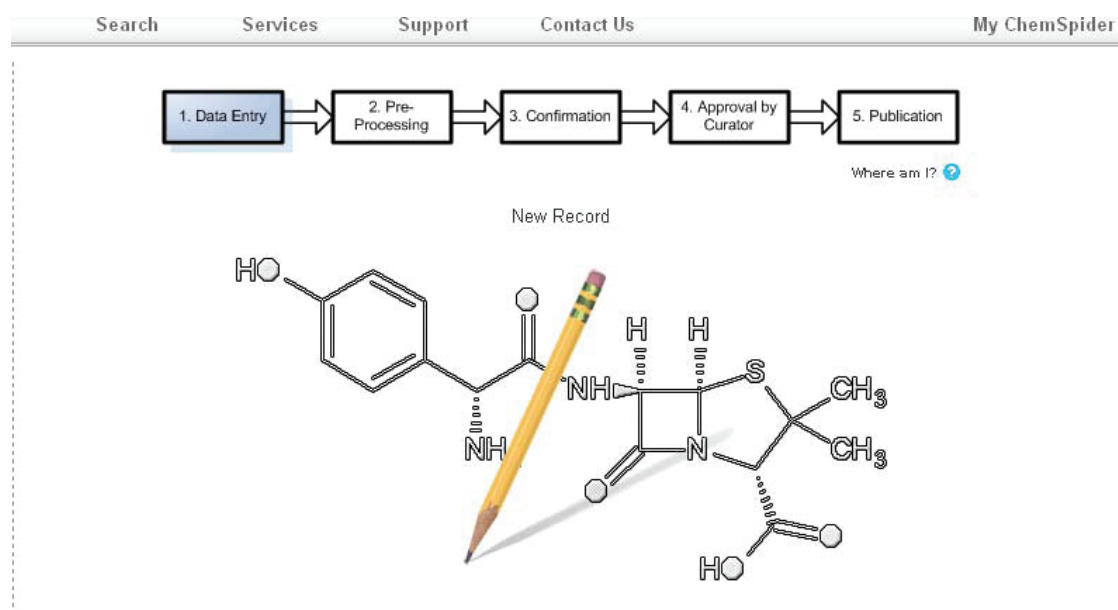 Search Services Support Contact Us My ChemSpider
1. Data Entry
2. Pre-
Processing
3. Confirmation
4. Approval by
Curator
5. Publication
Where am I? ?
New Record
HO
O
H H
S
NH
CH3
NH
N
CH3
O
O
HO